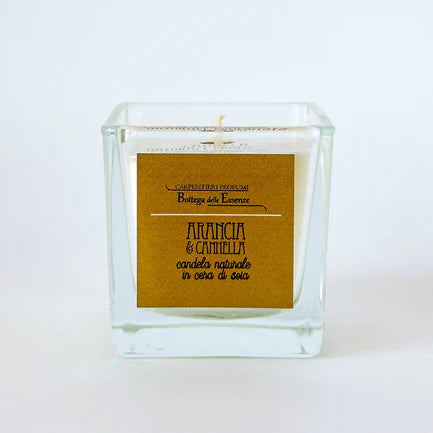 CARPENTIERI PROFUMI
Bottega delle Essenze
ARANCIA
& CANNELLA
candela naturale
in cera di soia